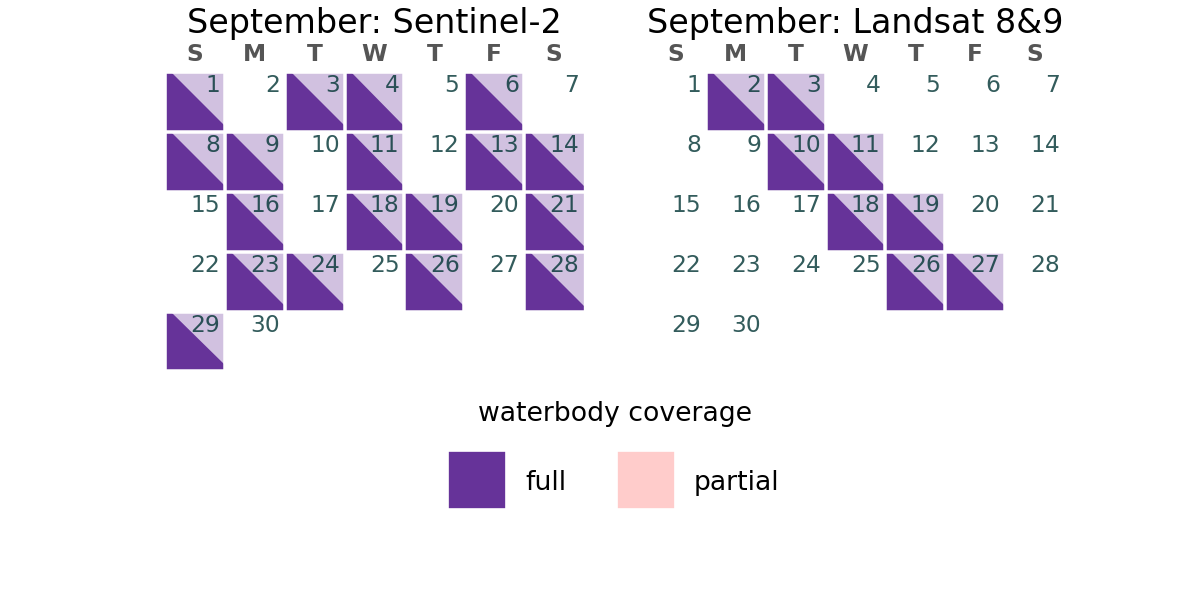 September: Sentinel-2
S M T W T F S
1 2 3 4 5 6 7
8 9 10 11 12 13 14
15 16 17 18 19 20 21
22 23 24 25 26 27 28
29 30
September: Landsat 8&9
S M T W T F S
1 2 3 4 5 6 7
8 9 10 11 12 13 14
15 16 17 18 19 20 21
22 23 24 25 26 27 28
29 30
waterbody coverage
full partial